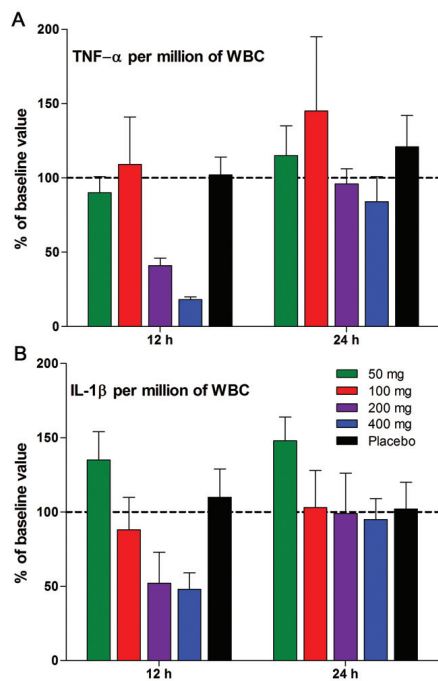 A
TNF−α per million of WBC
% of baseline value
200
150
100
50
0
12 h
24 h
B
IL-1β per million of WBC
% of baseline value
200
150
100
50
0
50 mg
100 mg
200 mg
400 mg
Placebo
12 h
24 h